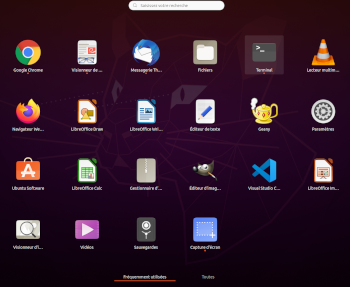 Saisissez votre recherche
Google Chrome
Visionneur de ...
Messagerie Th...
Fichiers
Terminal
Lecteur multim...
Navigateur We...
LibreOffice Draw
LibreOffice Wri...
Éditeur de texte
Geany
Paramètres
Ubuntu Software
LibreOffice Calc
Gestionnaire d'...
Éditeur d'imag...
Visual Studio C...
LibreOffice Im...
Visionneur d'i...
Vidéos
Sauvegardes
Capture d'écran
Fréquemment utilisées
Toutes